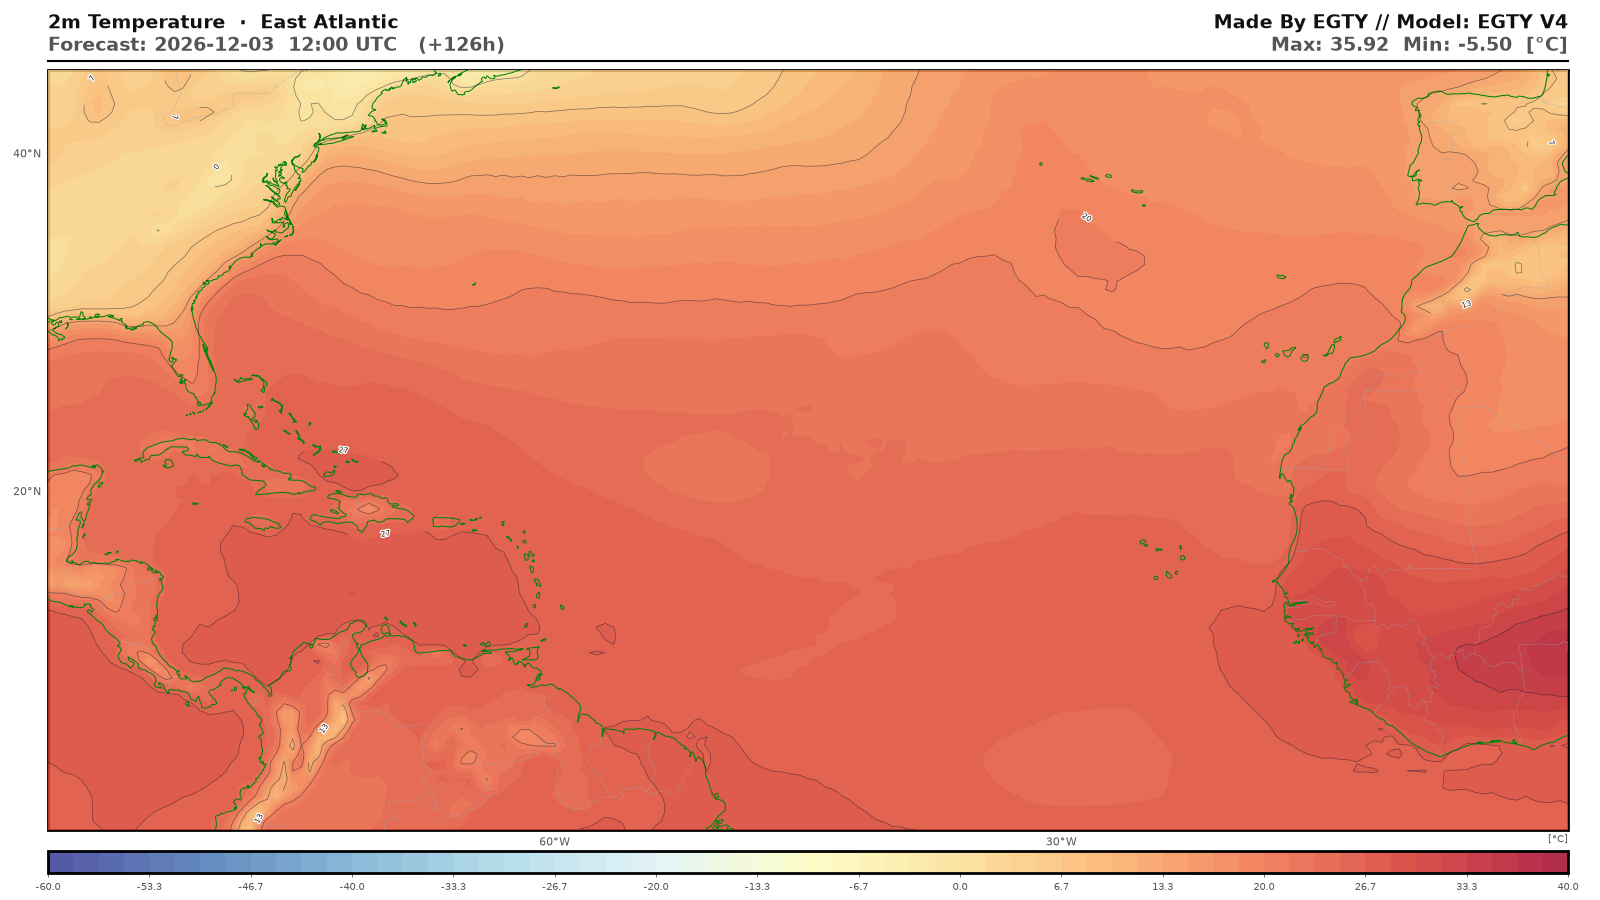 2m Temperature · East Atlantic
Made By EGTY // Model: EGTY V4
Forecast: 2026-12-03 12:00 UTC (+126h)
Max: 35.92 Min: -5.50 [°C]
7
7
0
7
40°N
20
13
27
20°N
27
13
13
60°W
30°W
[°C]
-60.0 -53.3 -46.7 -40.0 -33.3 -26.7 -20.0 -13.3 -6.7 0.0 6.7 13.3 20.0 26.7 33.3 40.0